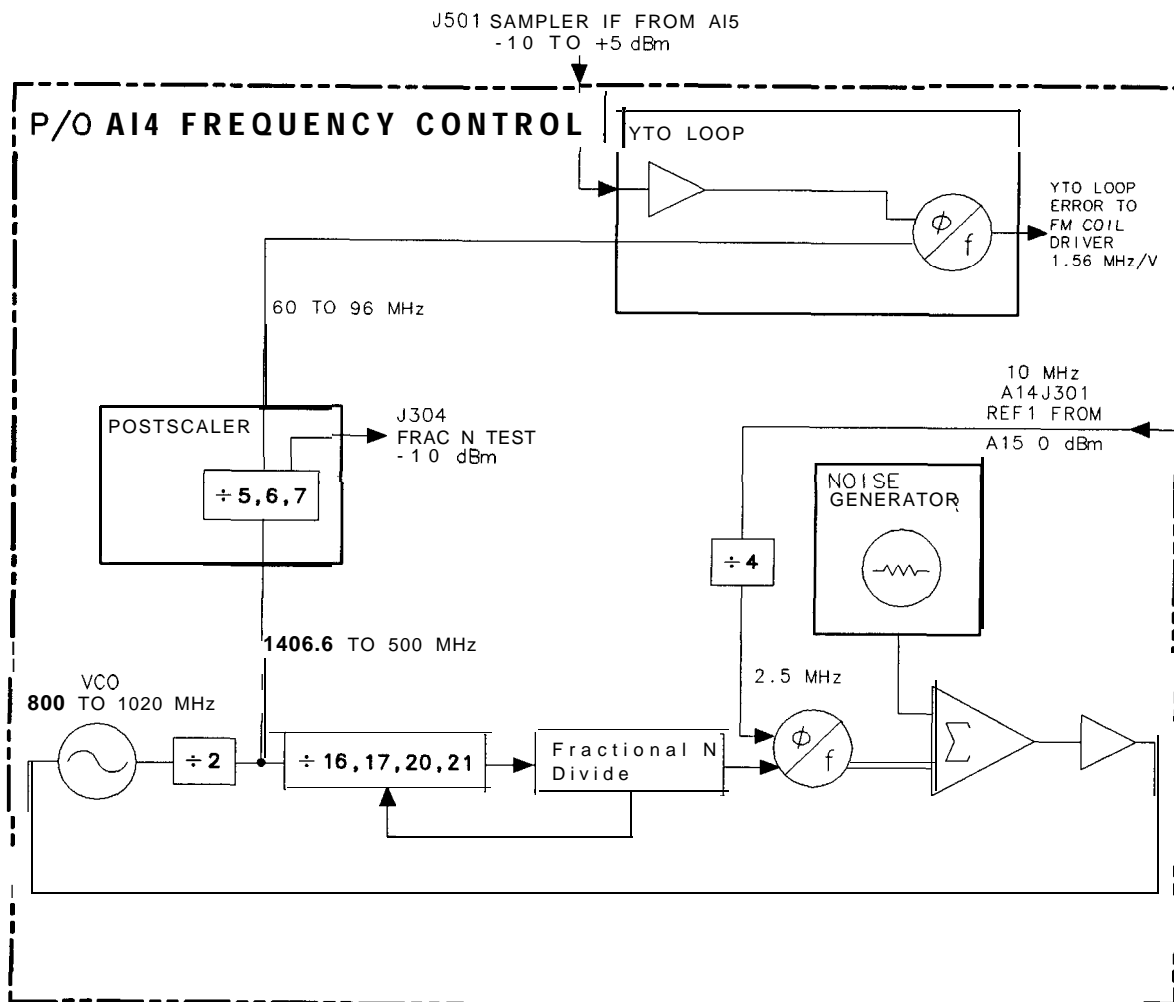 J501 SAMPLER IF FROM AI5
-10 TO +5 dBm
P/O AI4 FREQUENCY CONTROL
YTO LOOP
ϕ
f
YTO LOOP
ERROR TO
FM COIL
DRIVER
1.56 MHz/V
60 TO 96 MHz
10 MHz
A14J301
REF1 FROM
A15 0 dBm
POSTSCALER
J304
FRAC N TEST
-10 dBm
÷5,6,7
NOISE
GENERATOR
÷4
1406.6 TO 500 MHz
2.5 MHz
VCO
800 TO 1020 MHz
÷2
÷16,17,20,21
Fractional N
Divide
ϕ
f
Σ